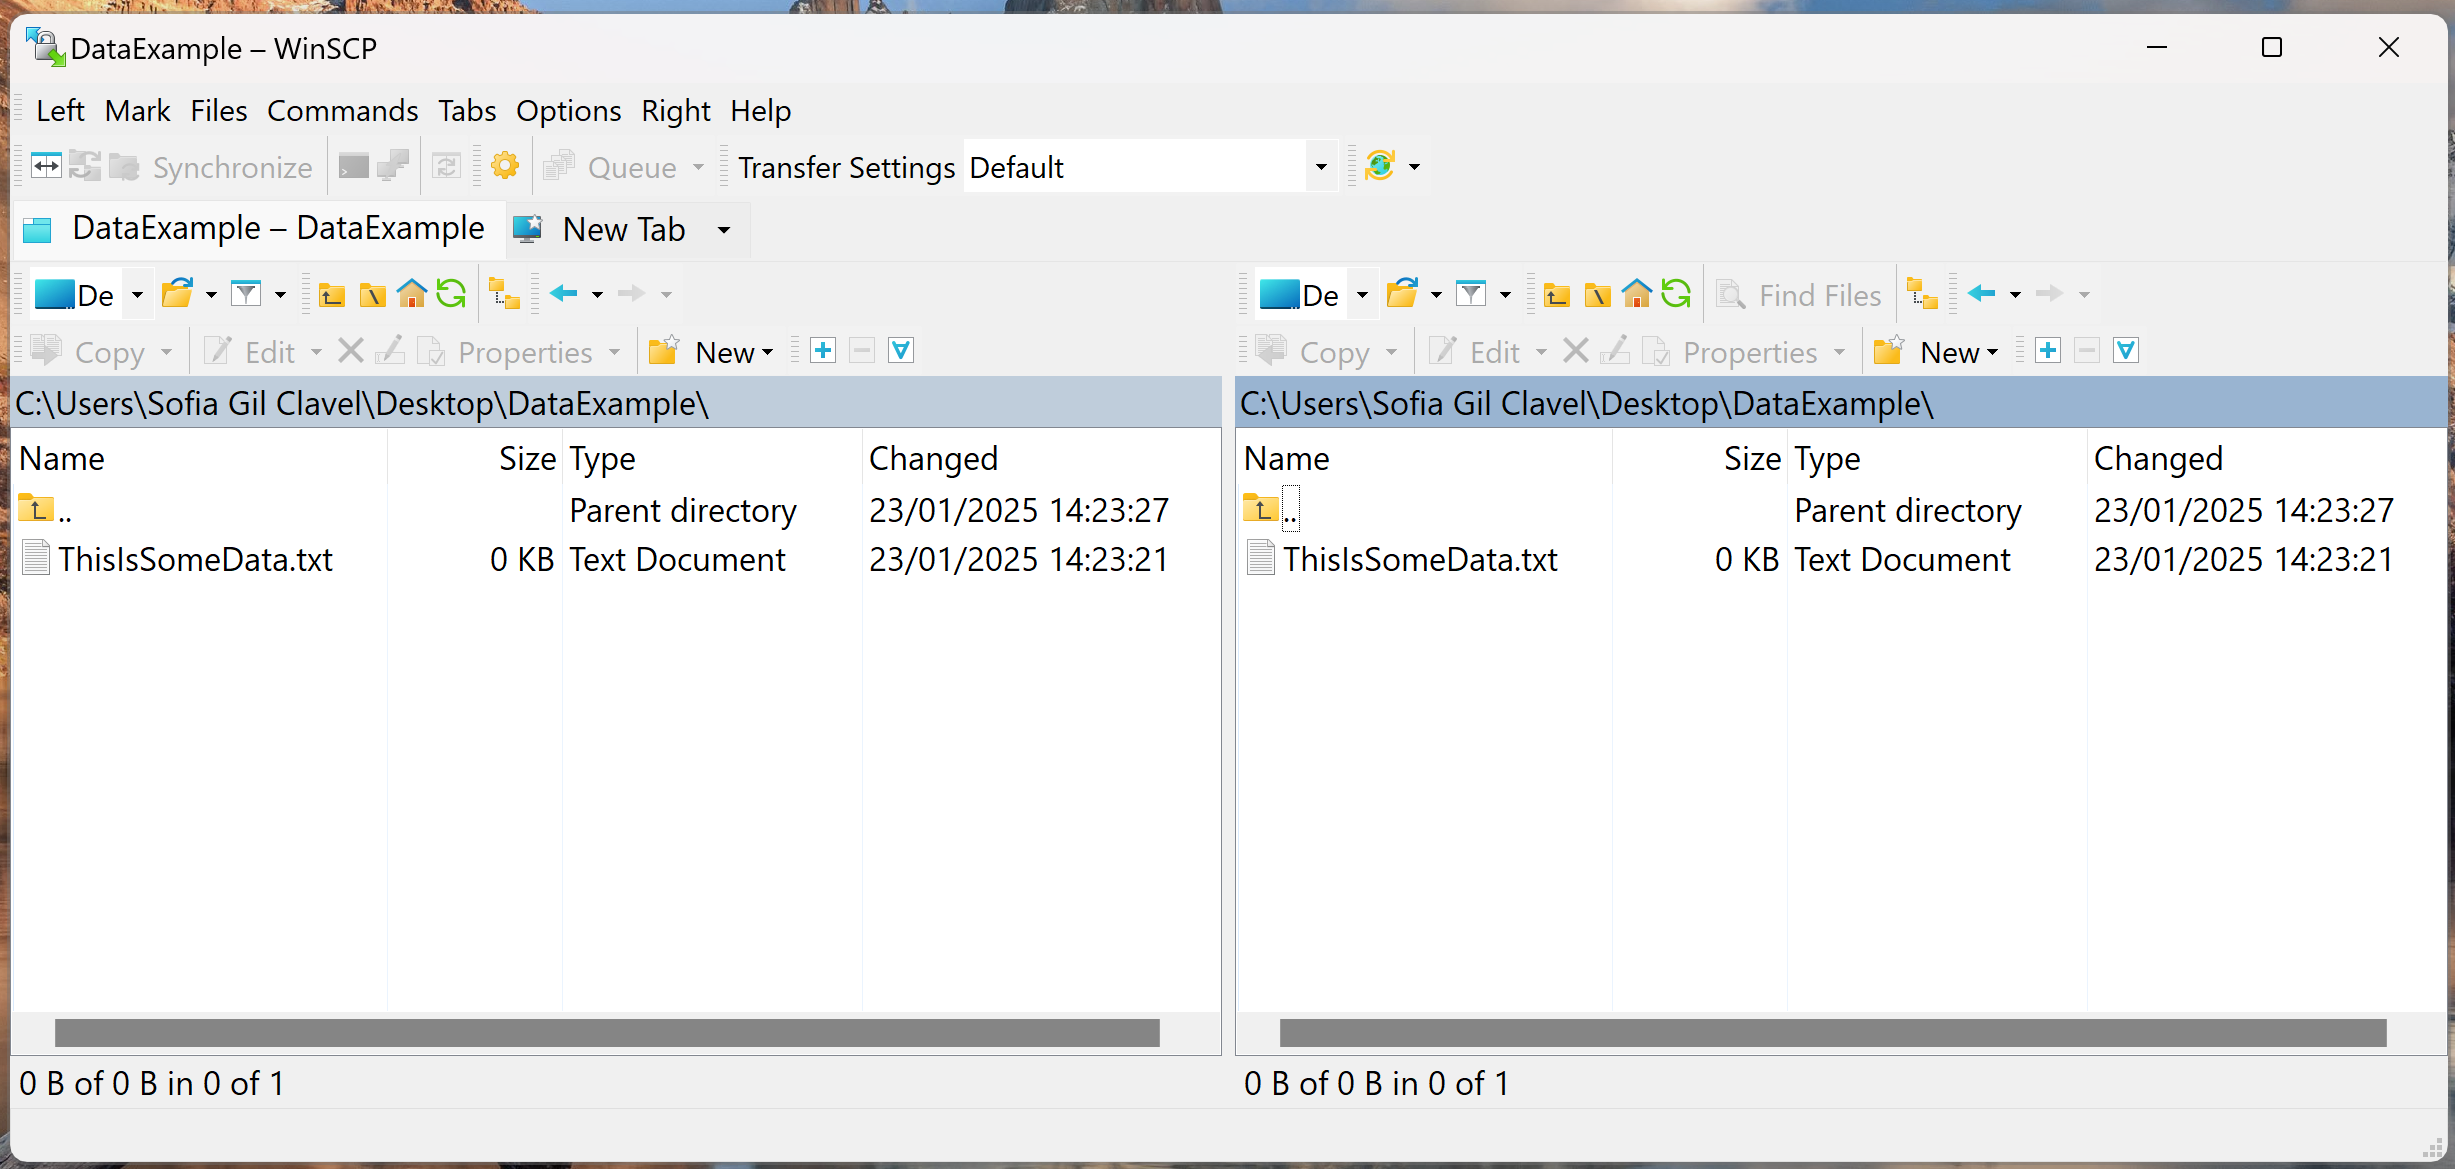 DataExample – WinSCP
Left Mark Files Commands Tabs Options Right Help
Synchronize Queue Transfer Settings Default
DataExample – DataExample New Tab
De De Find Files
Copy Edit Properties New Copy Edit Properties New
C:\Users\Sofia Gil Clavel\Desktop\DataExample\ C:\Users\Sofia Gil Clavel\Desktop\DataExample\
Name Size Type Changed Name Size Type Changed
.. Parent directory 23/01/2025 14:23:27 .. Parent directory 23/01/2025 14:23:27
ThisIsSomeData.txt 0 KB Text Document 23/01/2025 14:23:21 ThisIsSomeData.txt 0 KB Text Document 23/01/2025 14:23:21
0 B of 0 B in 0 of 1 0 B of 0 B in 0 of 1